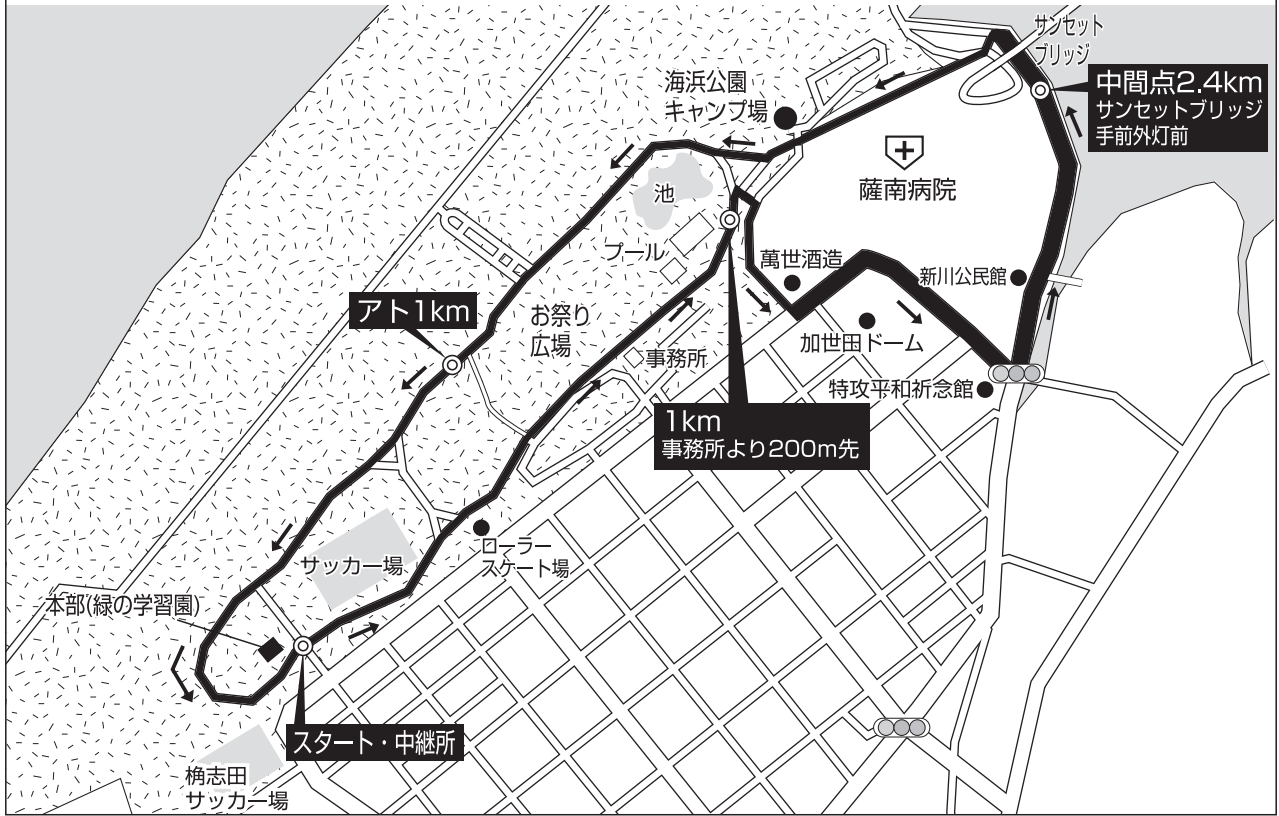 サンセット
ブリッジ
中間点2.4km
サンセットブリッジ
手前外灯前
海浜公園
キャンプ場
薩南病院
池
プール
萬世酒造
新川公民館
アト1km
お祭り
広場
加世田ドーム
事務所
特攻平和祈念館
1km
事務所より200m先
ローラー
スケート場
サッカー場
本部(緑の学習園)
スタート・中継所
桷志田
サッカー場